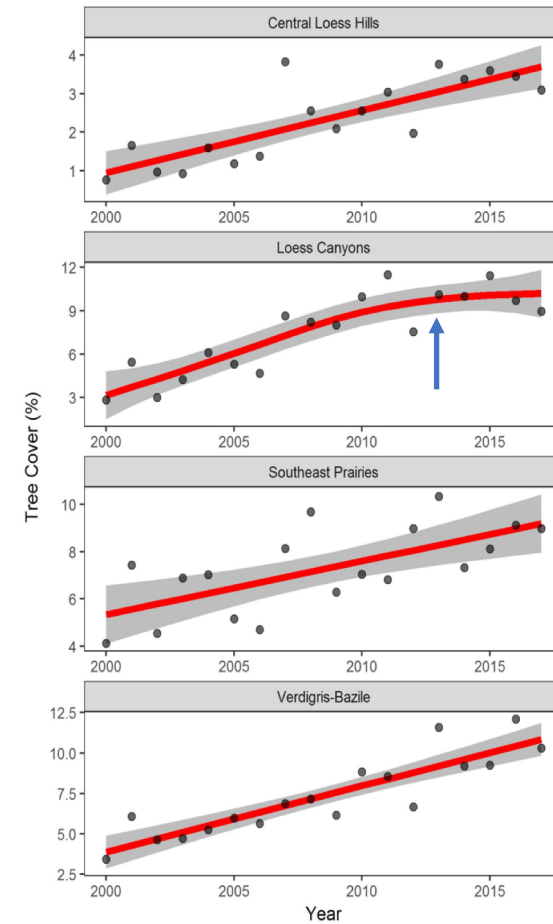 Central Loess Hills
4
3
2
1
2000 2005 2010 2015
Loess Canyons
12
9
6
3
2000 2005 2010 2015
Tree Cover (%)
Southeast Prairies
10
8
6
4
2000 2005 2010 2015
Verdigris-Bazile
12.5
10.0
7.5
5.0
2.5
2000 2005 2010 2015
Year